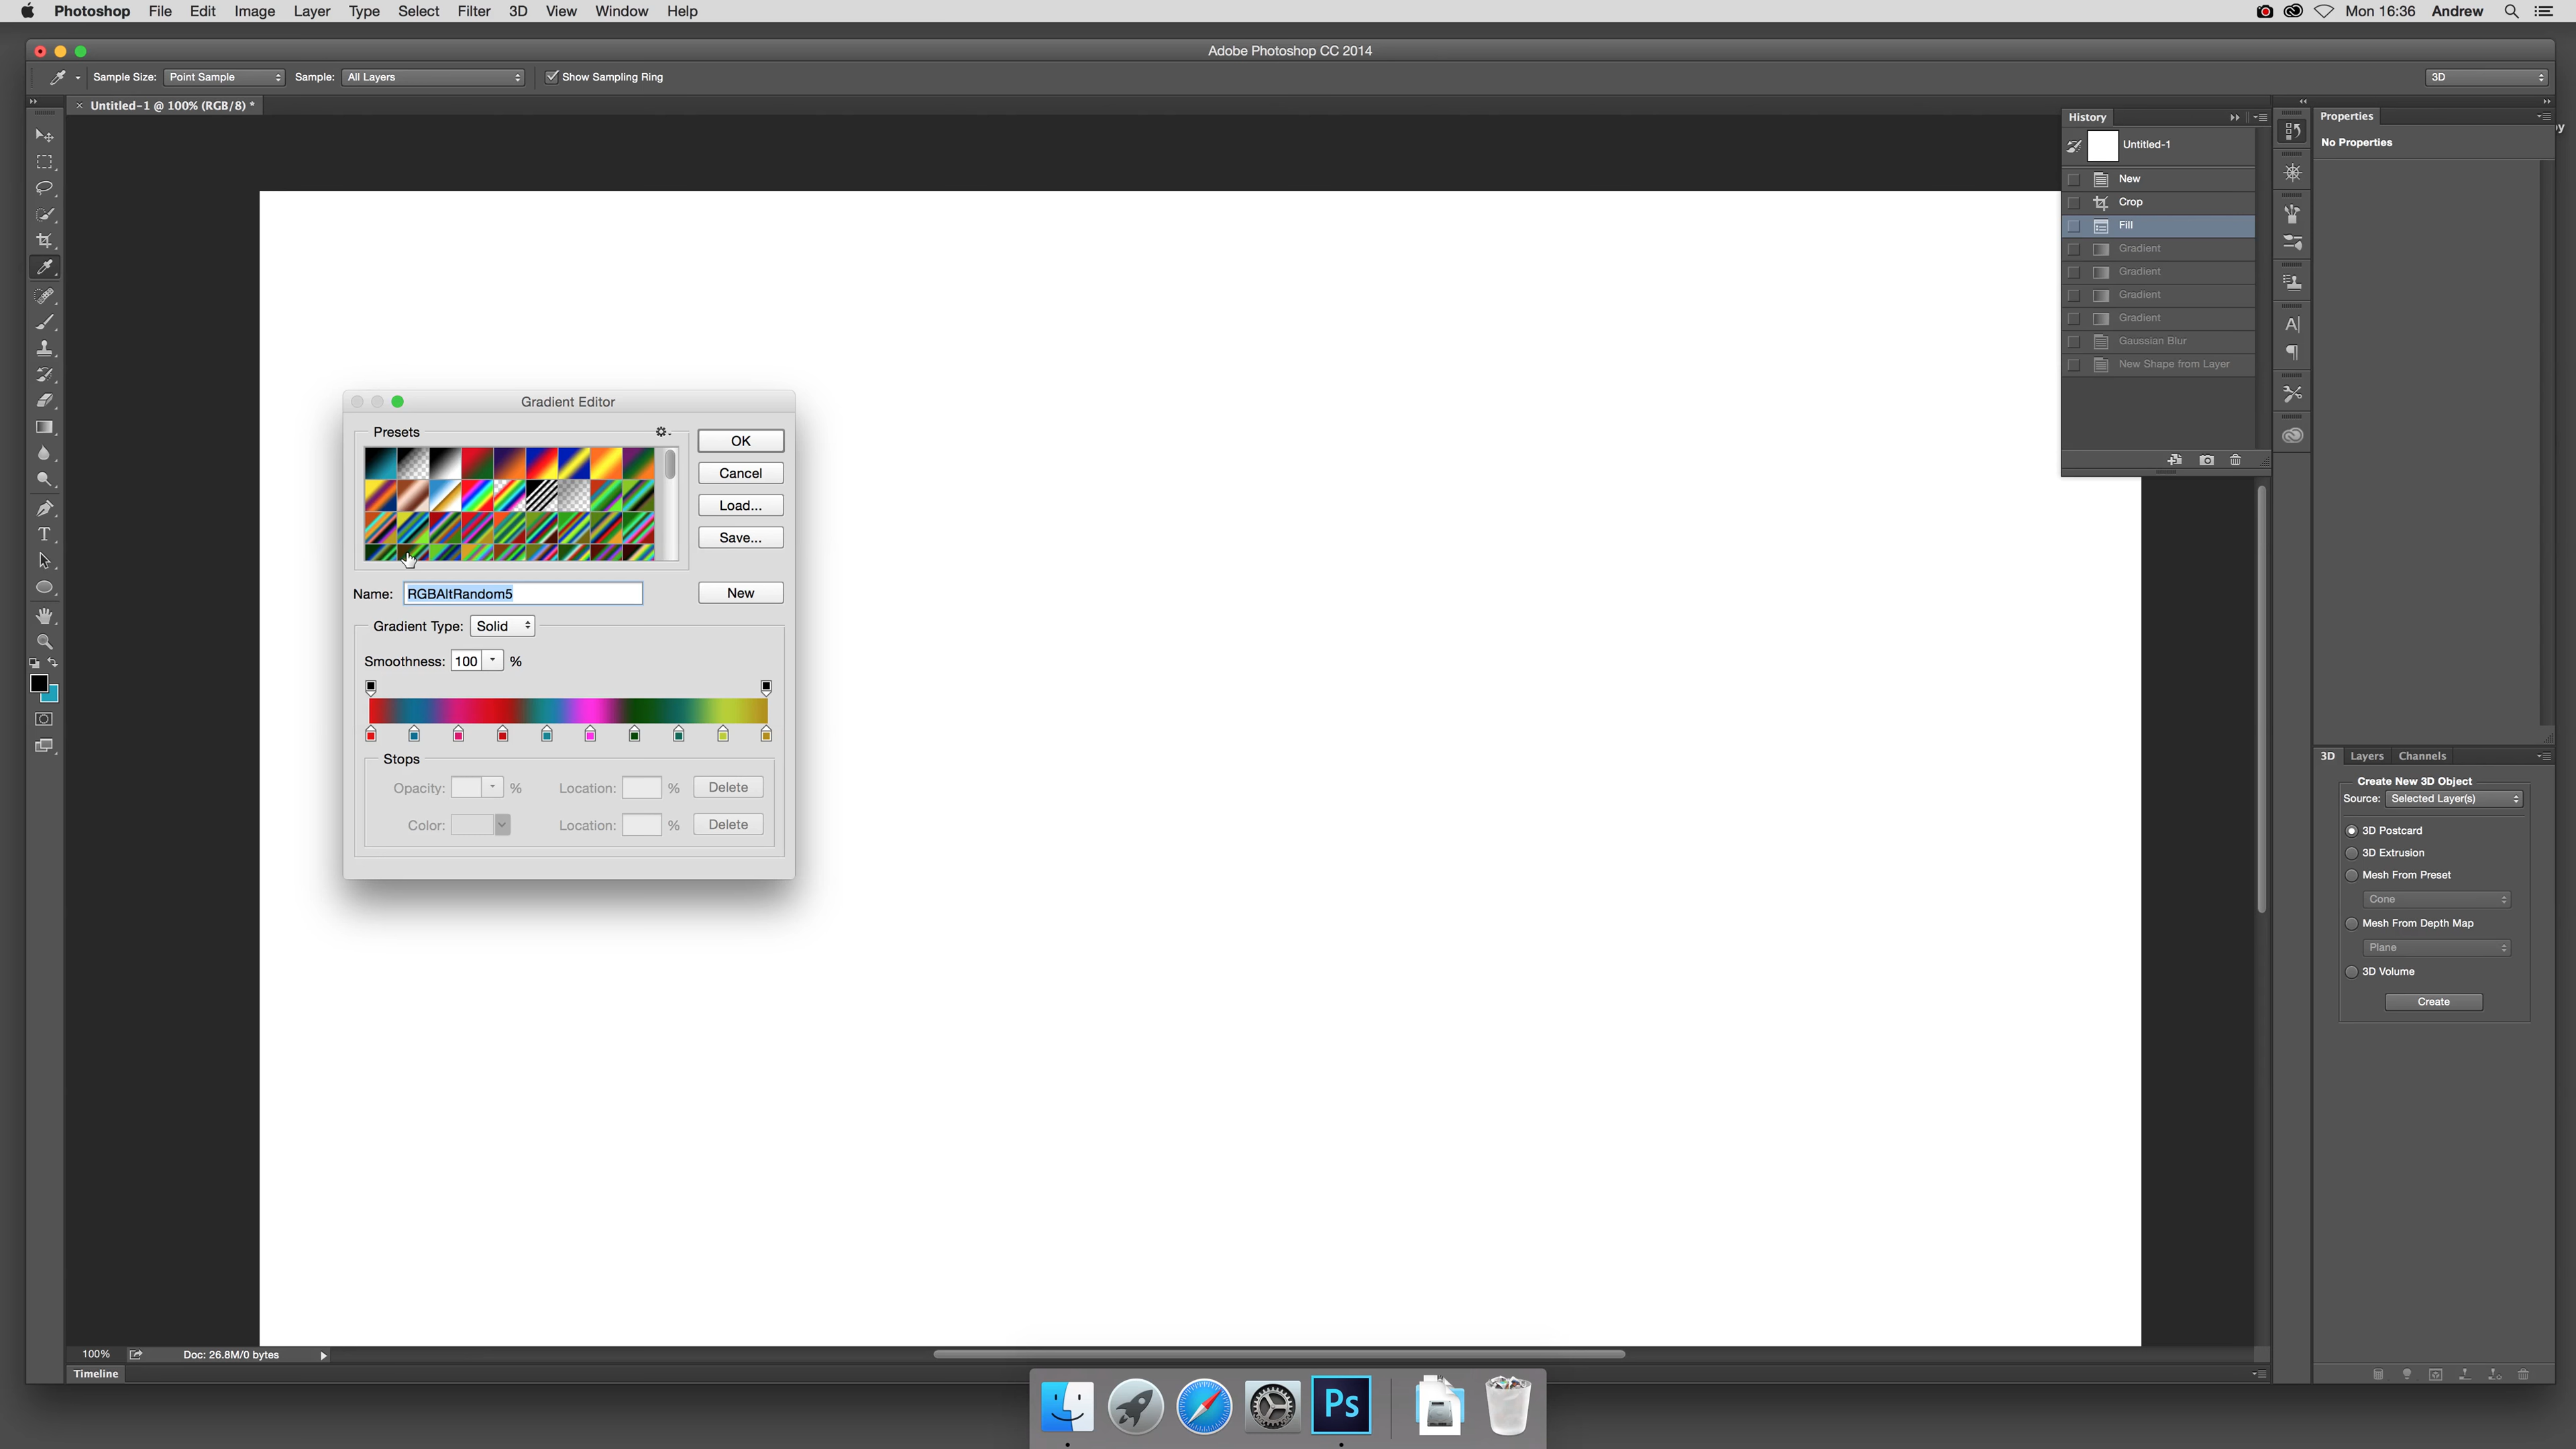 Photoshop File Edit Image Layer Type Select Filter 3D View Window Help
Mon 16:36 Andrew
Adobe Photoshop CC 2014
Sample Size: Point Sample Sample: All Layers Show Sampling Ring
3D
Untitled-1 @ 100% (RGB/8) *
History
Untitled-1
New
Crop
Fill
Gradient
Gradient
Gradient
Gradient
Gaussian Blur
New Shape from Layer
Properties
No Properties
Gradient Editor
Presets
OK
Cancel
Load...
Save...
Name: RGBAltRandom5
New
Gradient Type: Solid
Smoothness: 100 %
Stops
Opacity: % Location: % Delete
Color: Location: % Delete
T
A
3D Layers Channels
Create New 3D Object
Source: Selected Layer(s)
3D Postcard
3D Extrusion
Mesh From Preset
Cone
Mesh From Depth Map
Plane
3D Volume
Create
100% Doc: 26.8M/0 bytes
Timeline
Ps